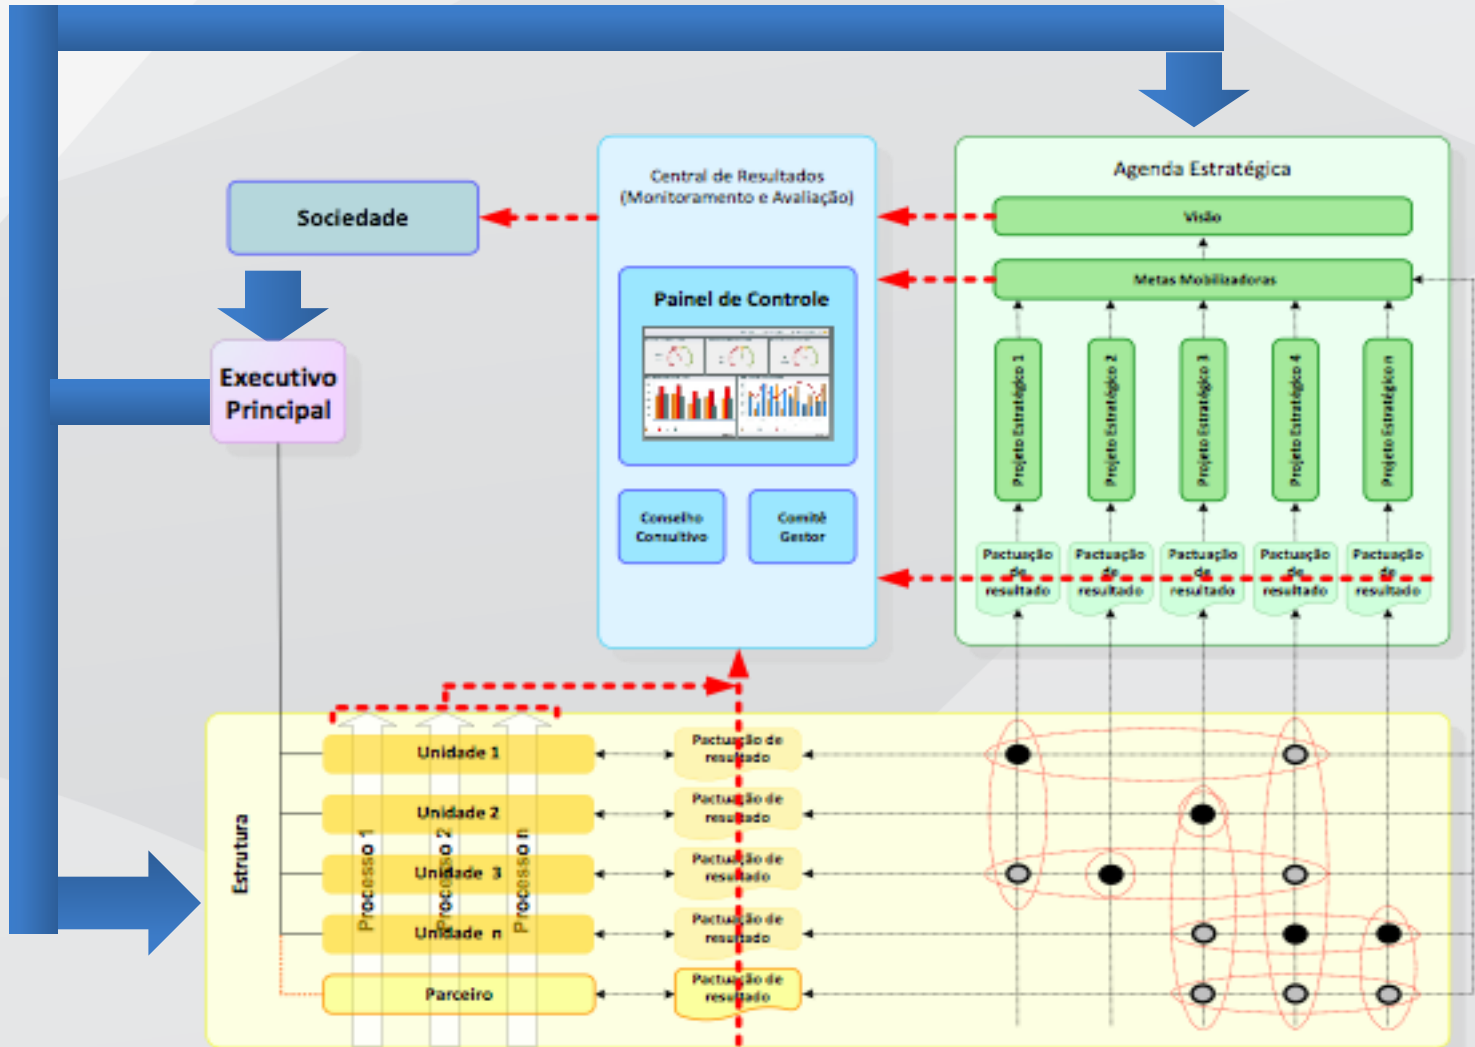 Agenda Estratégica
Central de Resultados
(Monitoramento e Avaliação)
Sociedade
Visão
Metas Mobilizadoras
Painel de Controle
Executivo
Principal
Projeto Estratégico 1
Projeto Estratégico 2
Projeto Estratégico 3
Projeto Estratégico 4
Projeto Estratégico n
Conselho
Consultivo
Comitê
Gestor
Pactuação
de
resultado
Pactuação
de
resultado
Pactuação
de
resultado
Pactuação
de
resultado
Pactuação
de
resultado
Estrutura
Processo 1
Processo 2
Processo n
Unidade 1
Pactuação de
resultado
Unidade 2
Pactuação de
resultado
Unidade 3
Pactuação de
resultado
Unidade n
Pactuação de
resultado
Parceiro
Pactuação de
resultado